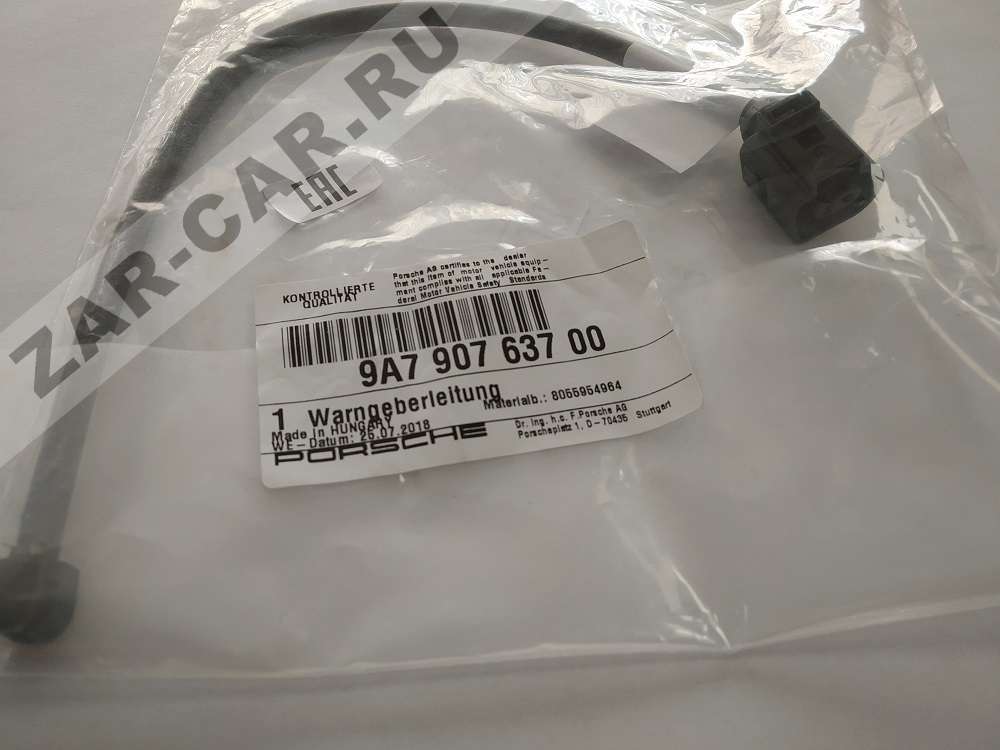 ZAR-CAR.RU
EAC
KONTROLLIERTE
QUALITÄT
Porsche AG certifies to the dealer
that this item of motor vehicle equip-
ment complies with all applicable Fe-
deral Motor Vehicle Safety Standards
9A7 907 637 00
1 Warngeberleitung
Materialb.: 8055954964
Made in HUNGARY
WE-Datum: 25.07.2018
PORSCHE
Dr. Ing. h.c. F.Porsche AG
Porscheplatz 1, D-70435 Stuttgart